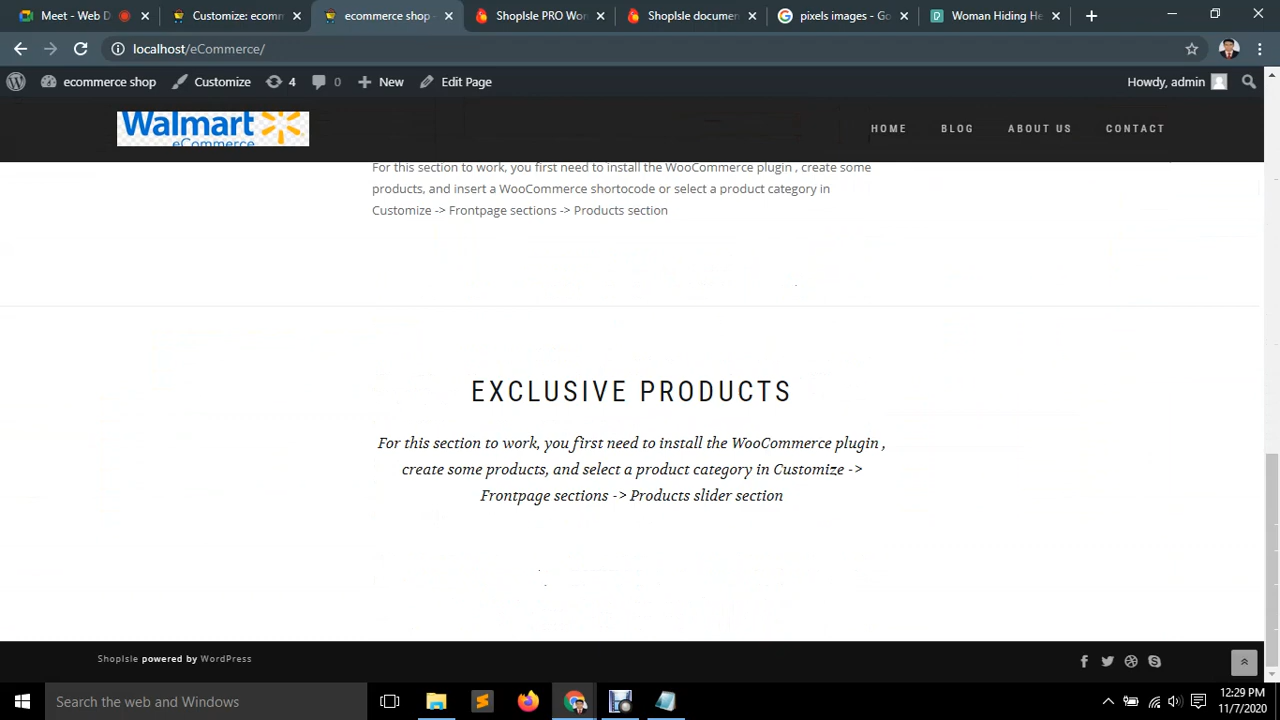 Meet - Web D
Customize: ecomm
ecommerce shop -
ShopIsle PRO Wor
ShopIsle documen
pixels images - Go
Woman Hiding He
localhost/eCommerce/
ecommerce shop
Customize
4
0
New
Edit Page
Howdy, admin
Walmart
eCommerce
HOME
BLOG
ABOUT US
CONTACT
For this section to work, you first need to install the WooCommerce plugin , create some
products, and insert a WooCommerce shortocode or select a product category in
Customize -> Frontpage sections -> Products section
EXCLUSIVE PRODUCTS
For this section to work, you first need to install the WooCommerce plugin ,
create some products, and select a product category in Customize ->
Frontpage sections -> Products slider section
ShopIsle powered by WordPress
Search the web and Windows
12:29 PM
11/7/2020